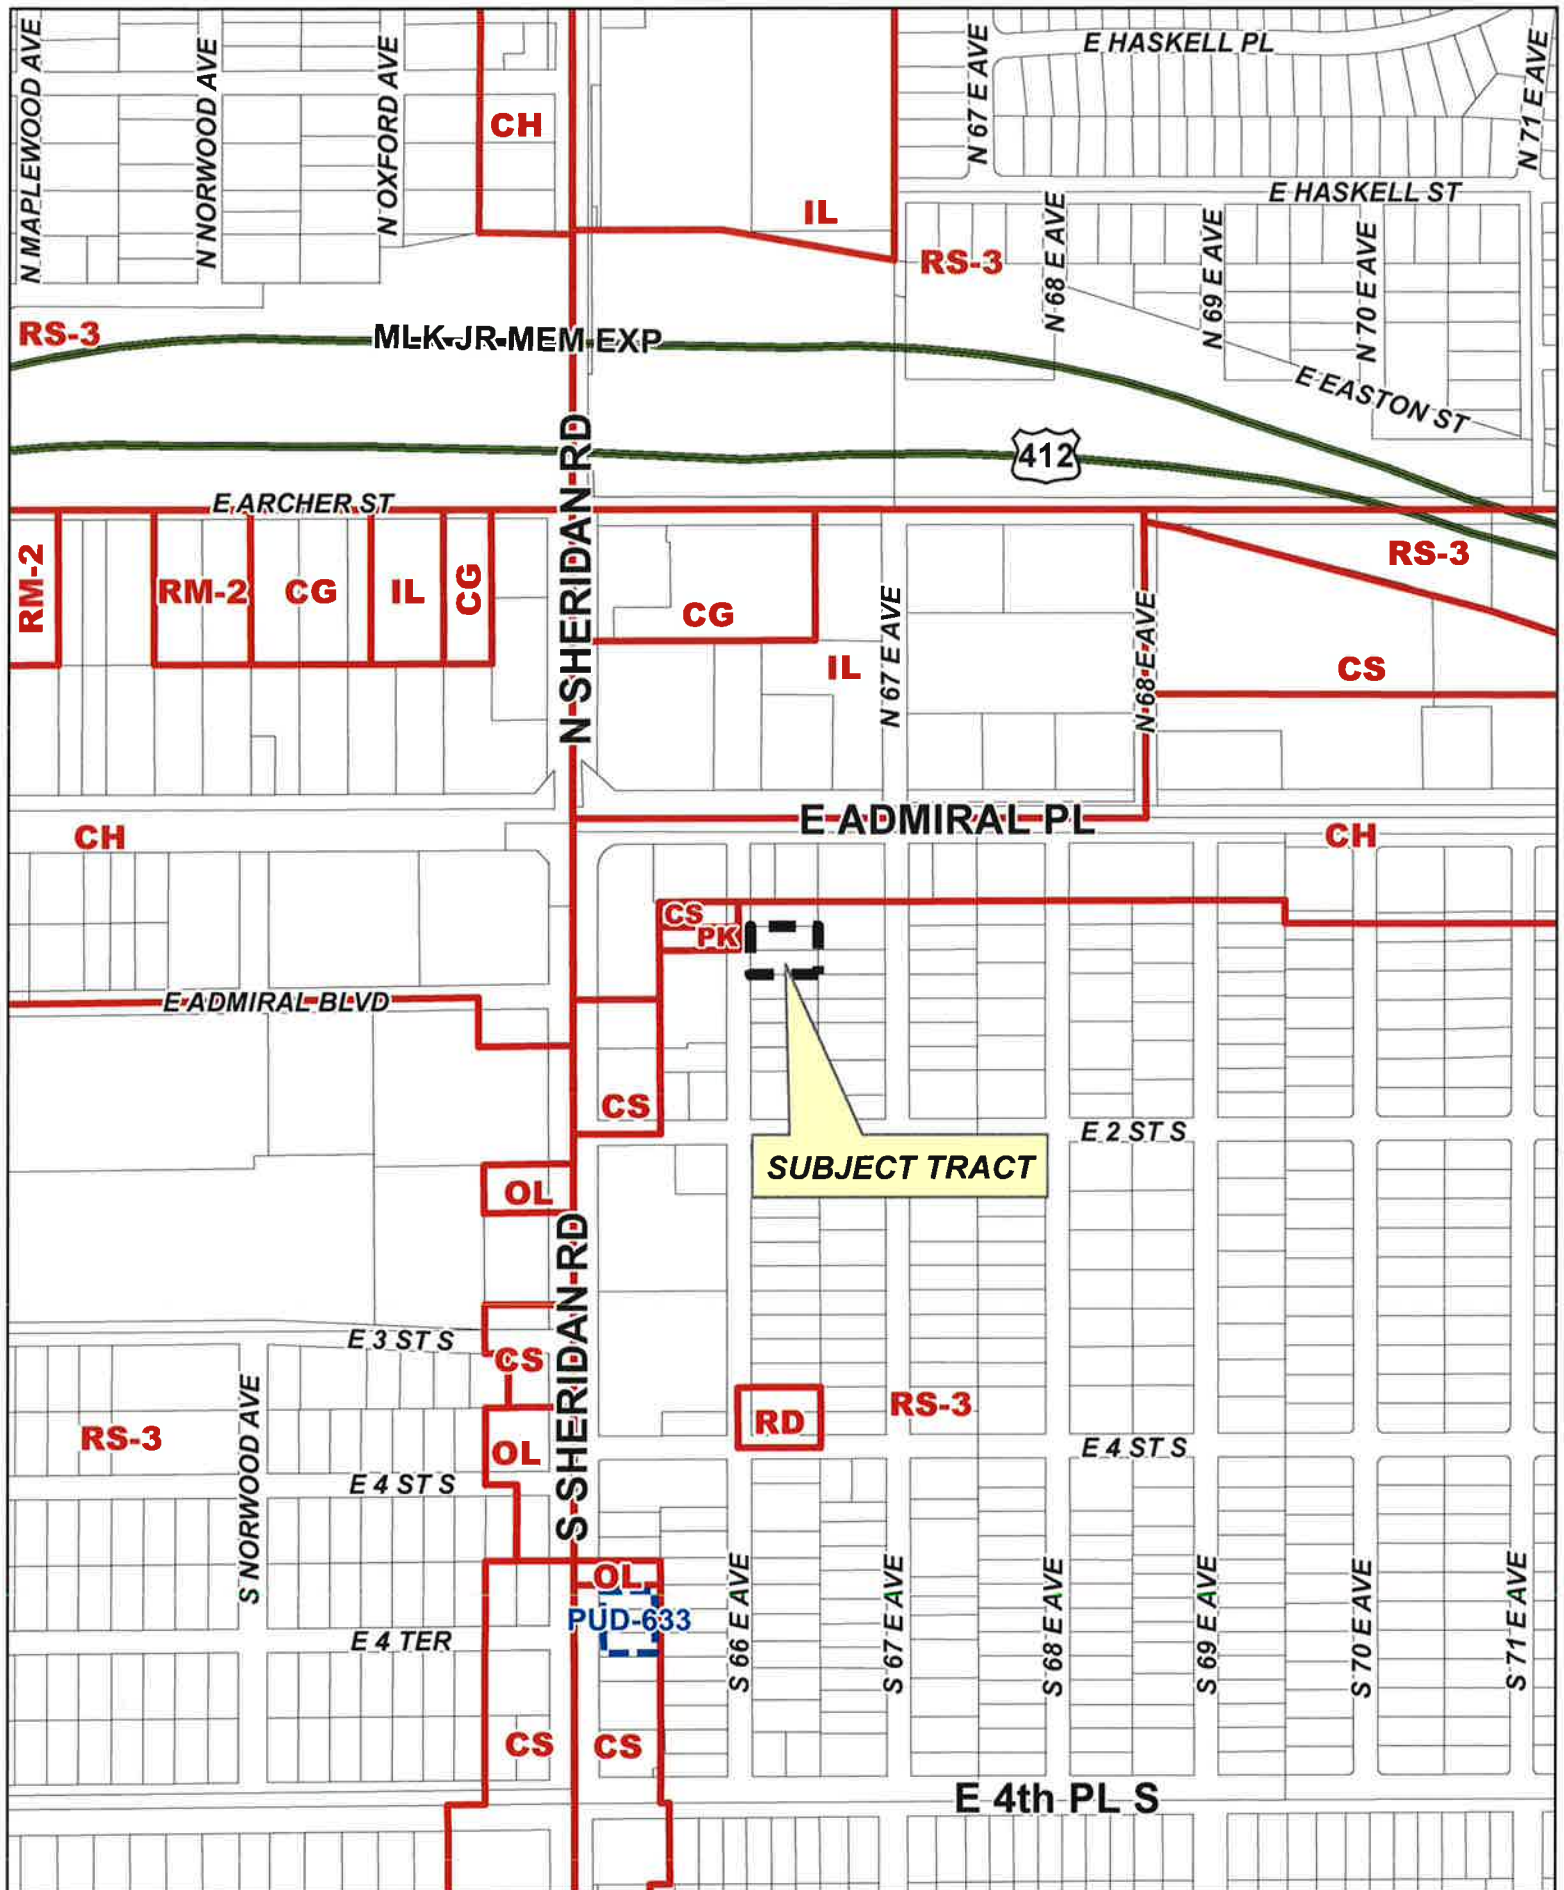 E HASKELL PL
N MAPLEWOOD AVE
N NORWOOD AVE
N OXFORD AVE
N 67 E AVE
N 71 E AVE
CH
E HASKELL ST
IL
RS-3
N 68 E AVE
N 69 E AVE
N 70 E AVE
RS-3
MLK JR MEM EXP
E EASTON ST
412
N SHERIDAN RD
E ARCHER ST
RM-2
RM-2
CG
IL
CG
CG
IL
N 67 E AVE
N 68 E AVE
RS-3
CS
E ADMIRAL PL
CH
CH
CS
PK
E ADMIRAL BLVD
CS
E 2 ST S
SUBJECT TRACT
OL
S SHERIDAN RD
E 3 ST S
CS
RS-3
S NORWOOD AVE
OL
RD
RS-3
E 4 ST S
E 4 ST S
OL
PUD-633
E 4 TER
S 66 E AVE
S 67 E AVE
S 68 E AVE
S 69 E AVE
S 70 E AVE
S 71 E AVE
CS
CS
E 4th PL S